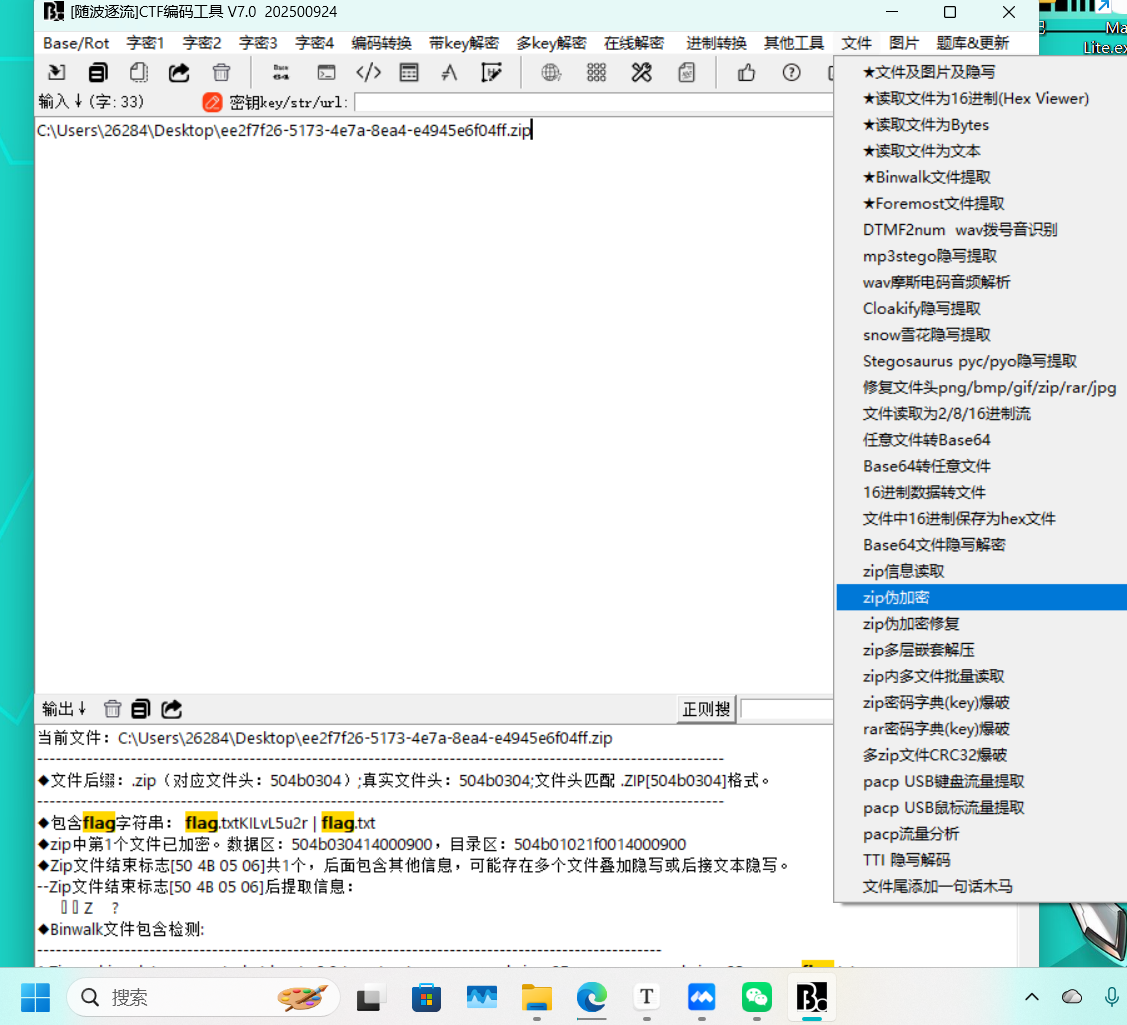 [随波逐流]CTF编码工具 V7.0 202500924
Base/Rot 字密1 字密2 字密3 字密4 编码转换 带key解密 多key解密 在线解密 进制转换 其他工具 文件 图片 题库&更新
Lite.ex
输入↓(字: 33) 密钥key/str/url:
C:\Users\26284\Desktop\ee2f7f26-5173-4e7a-8ea4-e4945e6f04ff.zip
★文件及图片及隐写
★读取文件为16进制(Hex Viewer)
★读取文件为Bytes
★读取文件为文本
★Binwalk文件提取
★Foremost文件提取
DTMF2num wav拨号音识别
mp3stego隐写提取
wav摩斯电码音频解析
Cloakify隐写提取
snow雪花隐写提取
Stegosaurus pyc/pyo隐写提取
修复文件头png/bmp/gif/zip/rar/jpg
文件读取为2/8/16进制流
任意文件转Base64
Base64转任意文件
16进制数据转文件
文件中16进制保存为hex文件
Base64文件隐写解密
zip信息读取
zip伪加密
zip伪加密修复
zip多层嵌套解压
zip内多文件批量读取
zip密码字典(key)爆破
rar密码字典(key)爆破
多zip文件CRC32爆破
pacp USB键盘流量提取
pacp USB鼠标流量提取
pacp流量分析
TTI 隐写解码
文件尾添加一句话木马
输出↓ 正则搜
当前文件：C:\Users\26284\Desktop\ee2f7f26-5173-4e7a-8ea4-e4945e6f04ff.zip
◆文件后缀：.zip（对应文件头：504b0304）;真实文件头：504b0304;文件头匹配 .ZIP[504b0304]格式。
◆包含flag字符串： flag.txtKILvL5u2r | flag.txt
◆zip中第1个文件已加密。数据区：504b030414000900，目录区：504b01021f0014000900
◆Zip文件结束标志[50 4B 05 06]共1个，后面包含其他信息，可能存在多个文件叠加隐写或后接文本隐写。
--Zip文件结束标志[50 4B 05 06]后提取信息：
Z ?
◆Binwalk文件包含检测:
搜索